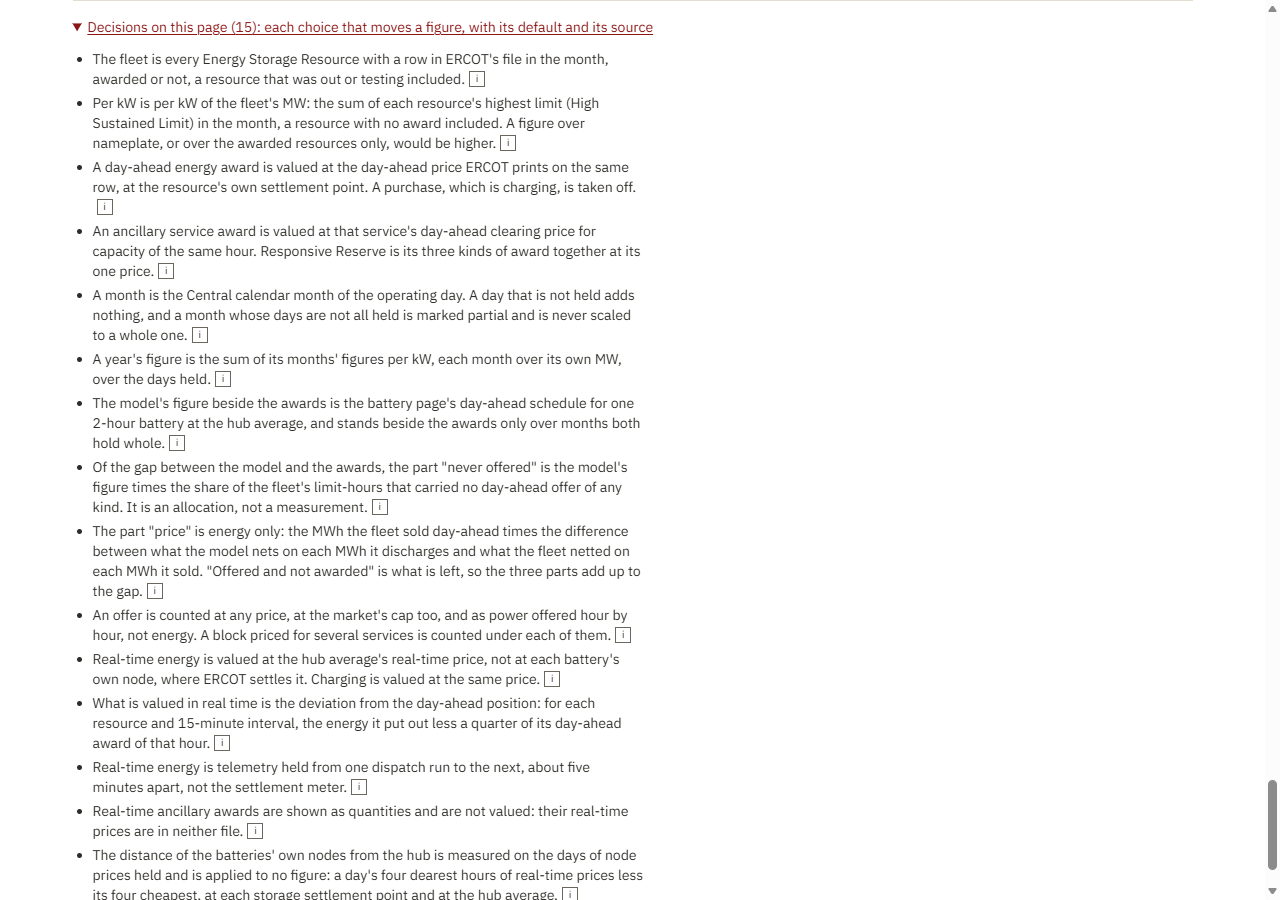 ▼ Decisions on this page (15): each choice that moves a figure, with its default and its source
• The fleet is every Energy Storage Resource with a row in ERCOT's file in the month,
awarded or not, a resource that was out or testing included. i
• Per kW is per kW of the fleet's MW: the sum of each resource's highest limit (High
Sustained Limit) in the month, a resource with no award included. A figure over
nameplate, or over the awarded resources only, would be higher. i
• A day-ahead energy award is valued at the day-ahead price ERCOT prints on the same
row, at the resource's own settlement point. A purchase, which is charging, is taken off.
i
• An ancillary service award is valued at that service's day-ahead clearing price for
capacity of the same hour. Responsive Reserve is its three kinds of award together at its
one price. i
• A month is the Central calendar month of the operating day. A day that is not held adds
nothing, and a month whose days are not all held is marked partial and is never scaled
to a whole one. i
• A year's figure is the sum of its months' figures per kW, each month over its own MW,
over the days held. i
• The model's figure beside the awards is the battery page's day-ahead schedule for one
2-hour battery at the hub average, and stands beside the awards only over months both
hold whole. i
• Of the gap between the model and the awards, the part "never offered" is the model's
figure times the share of the fleet's limit-hours that carried no day-ahead offer of any
kind. It is an allocation, not a measurement. i
• The part "price" is energy only: the MWh the fleet sold day-ahead times the difference
between what the model nets on each MWh it discharges and what the fleet netted on
each MWh it sold. "Offered and not awarded" is what is left, so the three parts add up to
the gap. i
• An offer is counted at any price, at the market's cap too, and as power offered hour by
hour, not energy. A block priced for several services is counted under each of them. i
• Real-time energy is valued at the hub average's real-time price, not at each battery's
own node, where ERCOT settles it. Charging is valued at the same price. i
• What is valued in real time is the deviation from the day-ahead position: for each
resource and 15-minute interval, the energy it put out less a quarter of its day-ahead
award of that hour. i
• Real-time energy is telemetry held from one dispatch run to the next, about five
minutes apart, not the settlement meter. i
• Real-time ancillary awards are shown as quantities and are not valued: their real-time
prices are in neither file. i
• The distance of the batteries' own nodes from the hub is measured on the days of node
prices held and is applied to no figure: a day's four dearest hours of real-time prices less
its four cheapest, at each storage settlement point and at the hub average. i